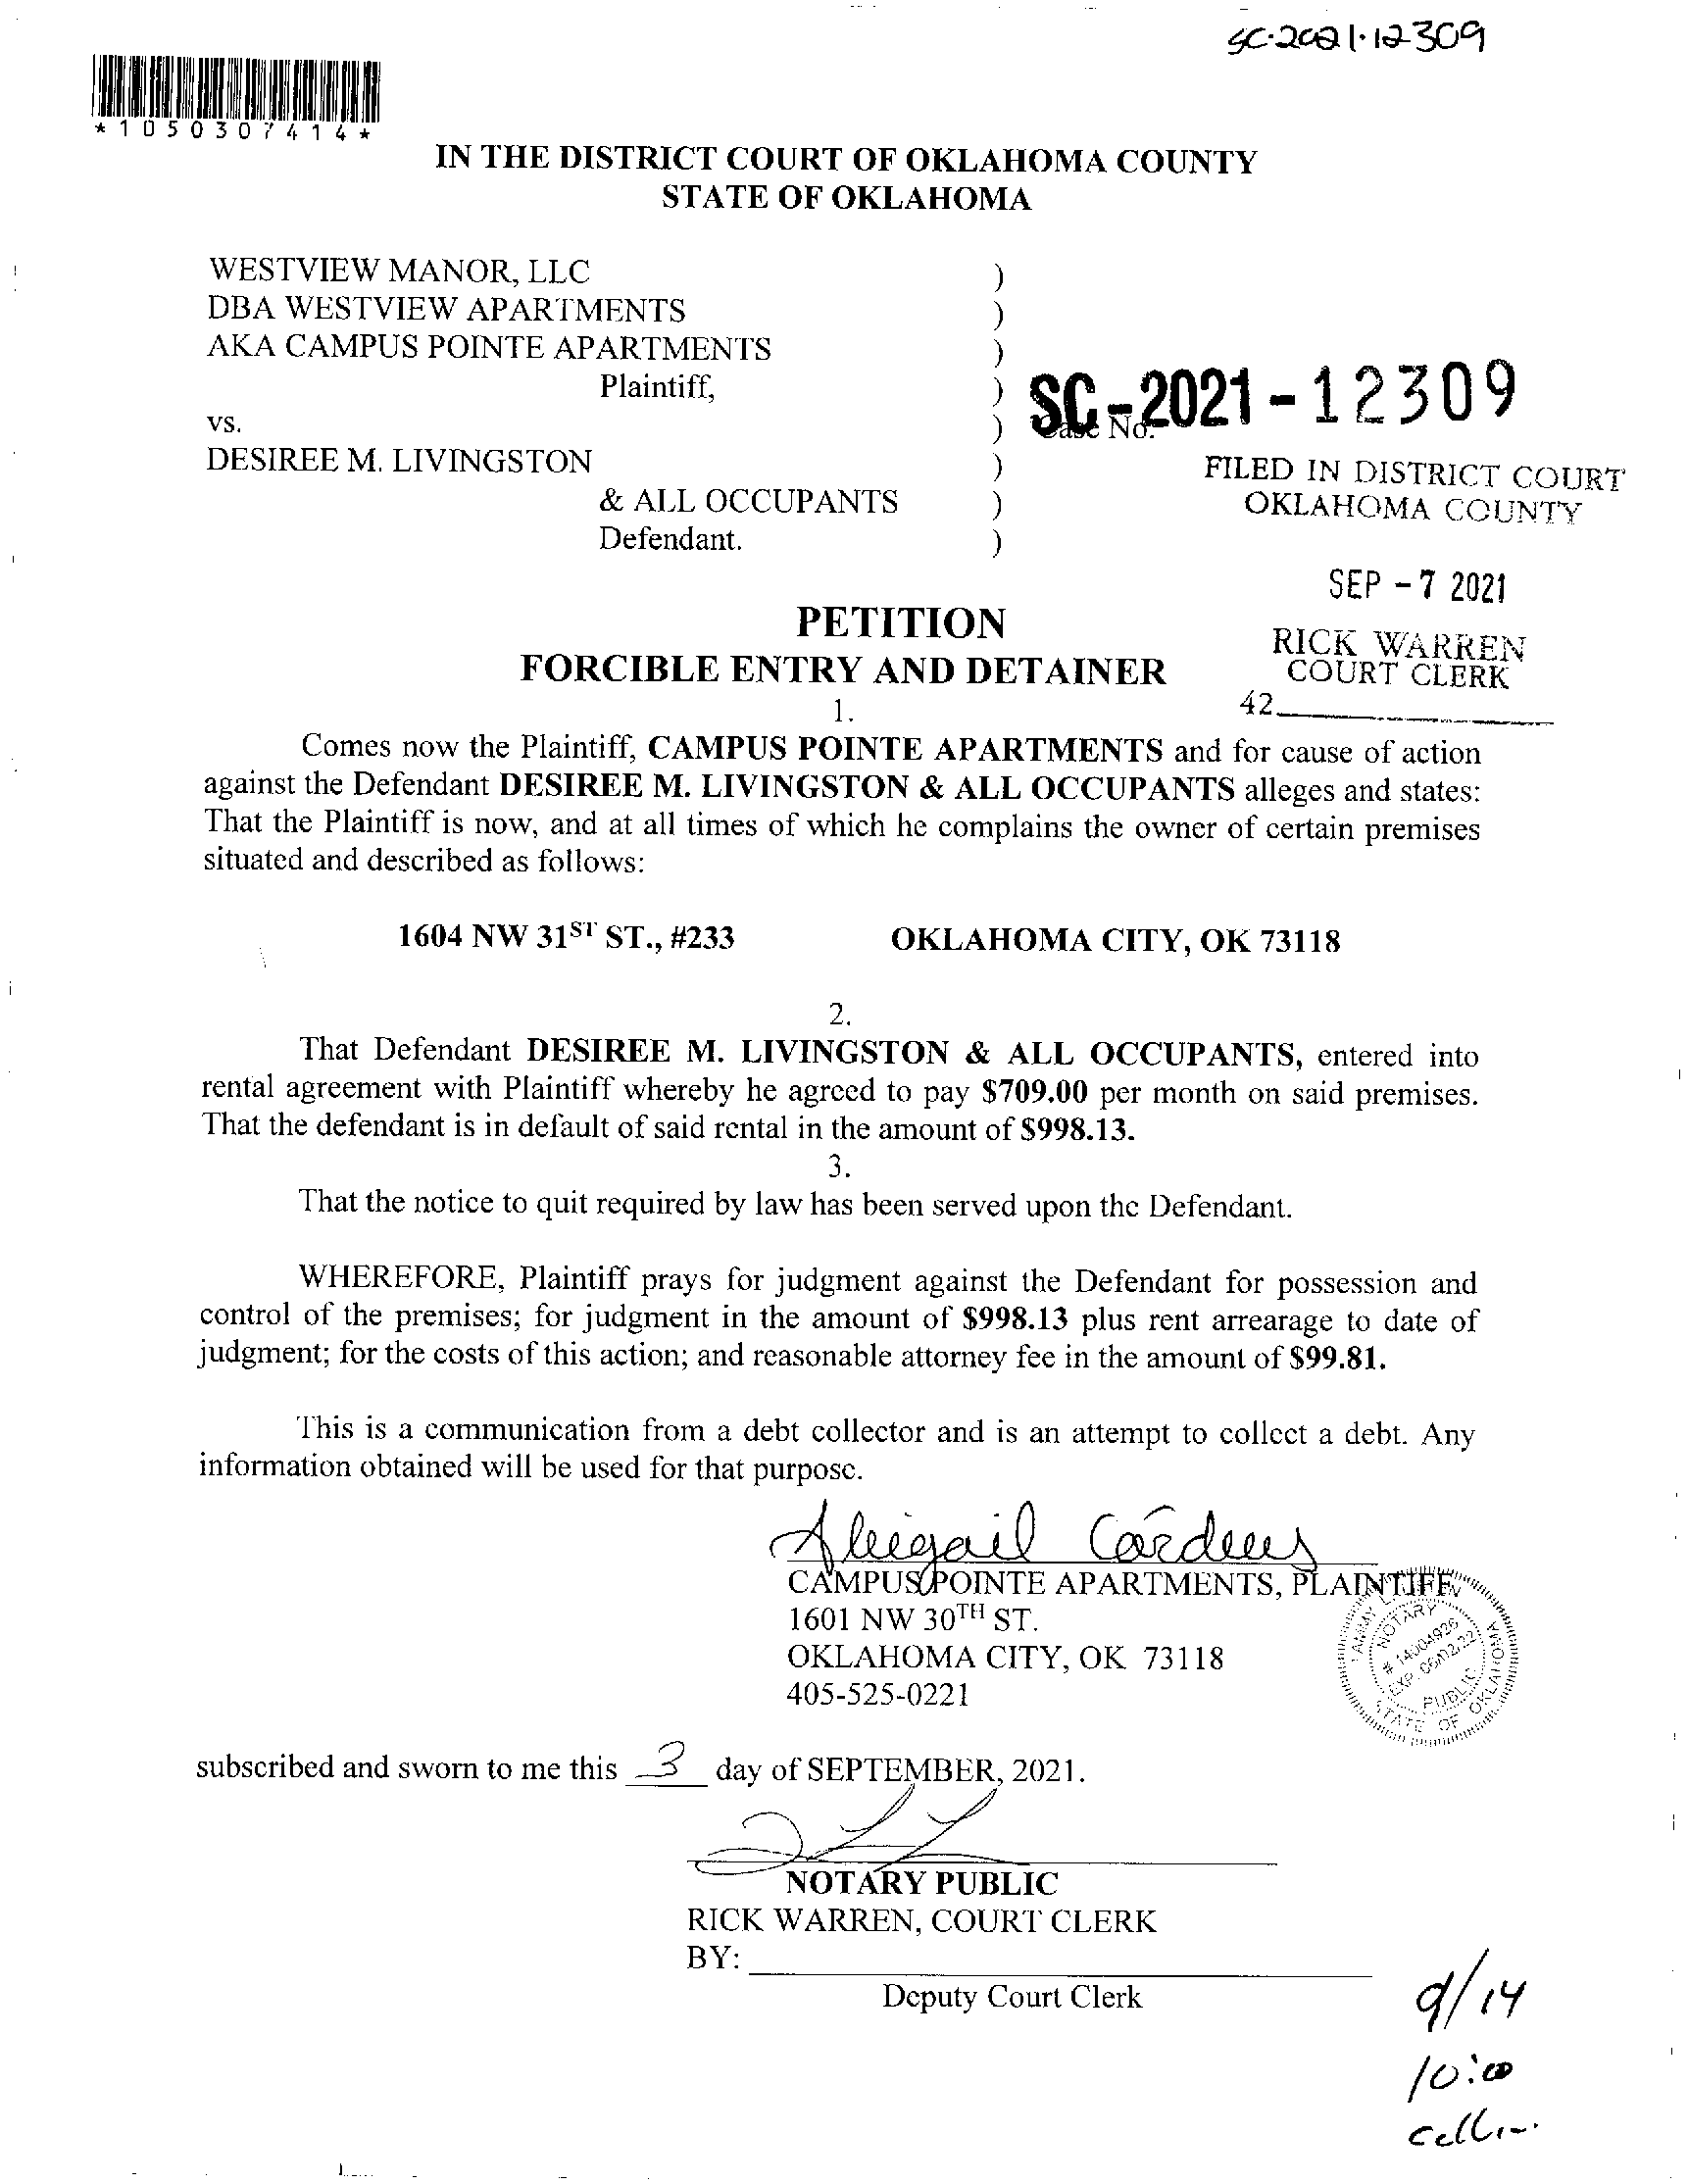 SC-2021-12309
*1050307414*
IN THE DISTRICT COURT OF OKLAHOMA COUNTY
STATE OF OKLAHOMA
WESTVIEW MANOR, LLC )
DBA WESTVIEW APARTMENTS )
AKA CAMPUS POINTE APARTMENTS )
Plaintiff, )
SC-2021-12309
vs. ) Case No.
DESIREE M. LIVINGSTON )
& ALL OCCUPANTS )
Defendant. )
FILED IN DISTRICT COURT
OKLAHOMA COUNTY
SEP -7 2021
RICK WARREN
COURT CLERK
42
PETITION
FORCIBLE ENTRY AND DETAINER
1.
Comes now the Plaintiff, CAMPUS POINTE APARTMENTS and for cause of action
against the Defendant DESIREE M. LIVINGSTON & ALL OCCUPANTS alleges and states:
That the Plaintiff is now, and at all times of which he complains the owner of certain premises
situated and described as follows:
1604 NW 31ST ST., #233 OKLAHOMA CITY, OK 73118
2.
That Defendant DESIREE M. LIVINGSTON & ALL OCCUPANTS, entered into
rental agreement with Plaintiff whereby he agreed to pay $709.00 per month on said premises.
That the defendant is in default of said rental in the amount of $998.13.
3.
That the notice to quit required by law has been served upon the Defendant.
WHEREFORE, Plaintiff prays for judgment against the Defendant for possession and
control of the premises; for judgment in the amount of $998.13 plus rent arrearage to date of
judgment; for the costs of this action; and reasonable attorney fee in the amount of $99.81.
This is a communication from a debt collector and is an attempt to collect a debt. Any
information obtained will be used for that purpose.
CAMPUS POINTE APARTMENTS, PLAINTIFF
1601 NW 30TH ST.
OKLAHOMA CITY, OK 73118
405-525-0221
NOTARY
# 14004926
EXP. 06/02/22
PUBLIC
STATE OF OKLAHOMA
subscribed and sworn to me this 3 day of SEPTEMBER, 2021.
NOTARY PUBLIC
RICK WARREN, COURT CLERK
BY:
Deputy Court Clerk
9/14
10:00